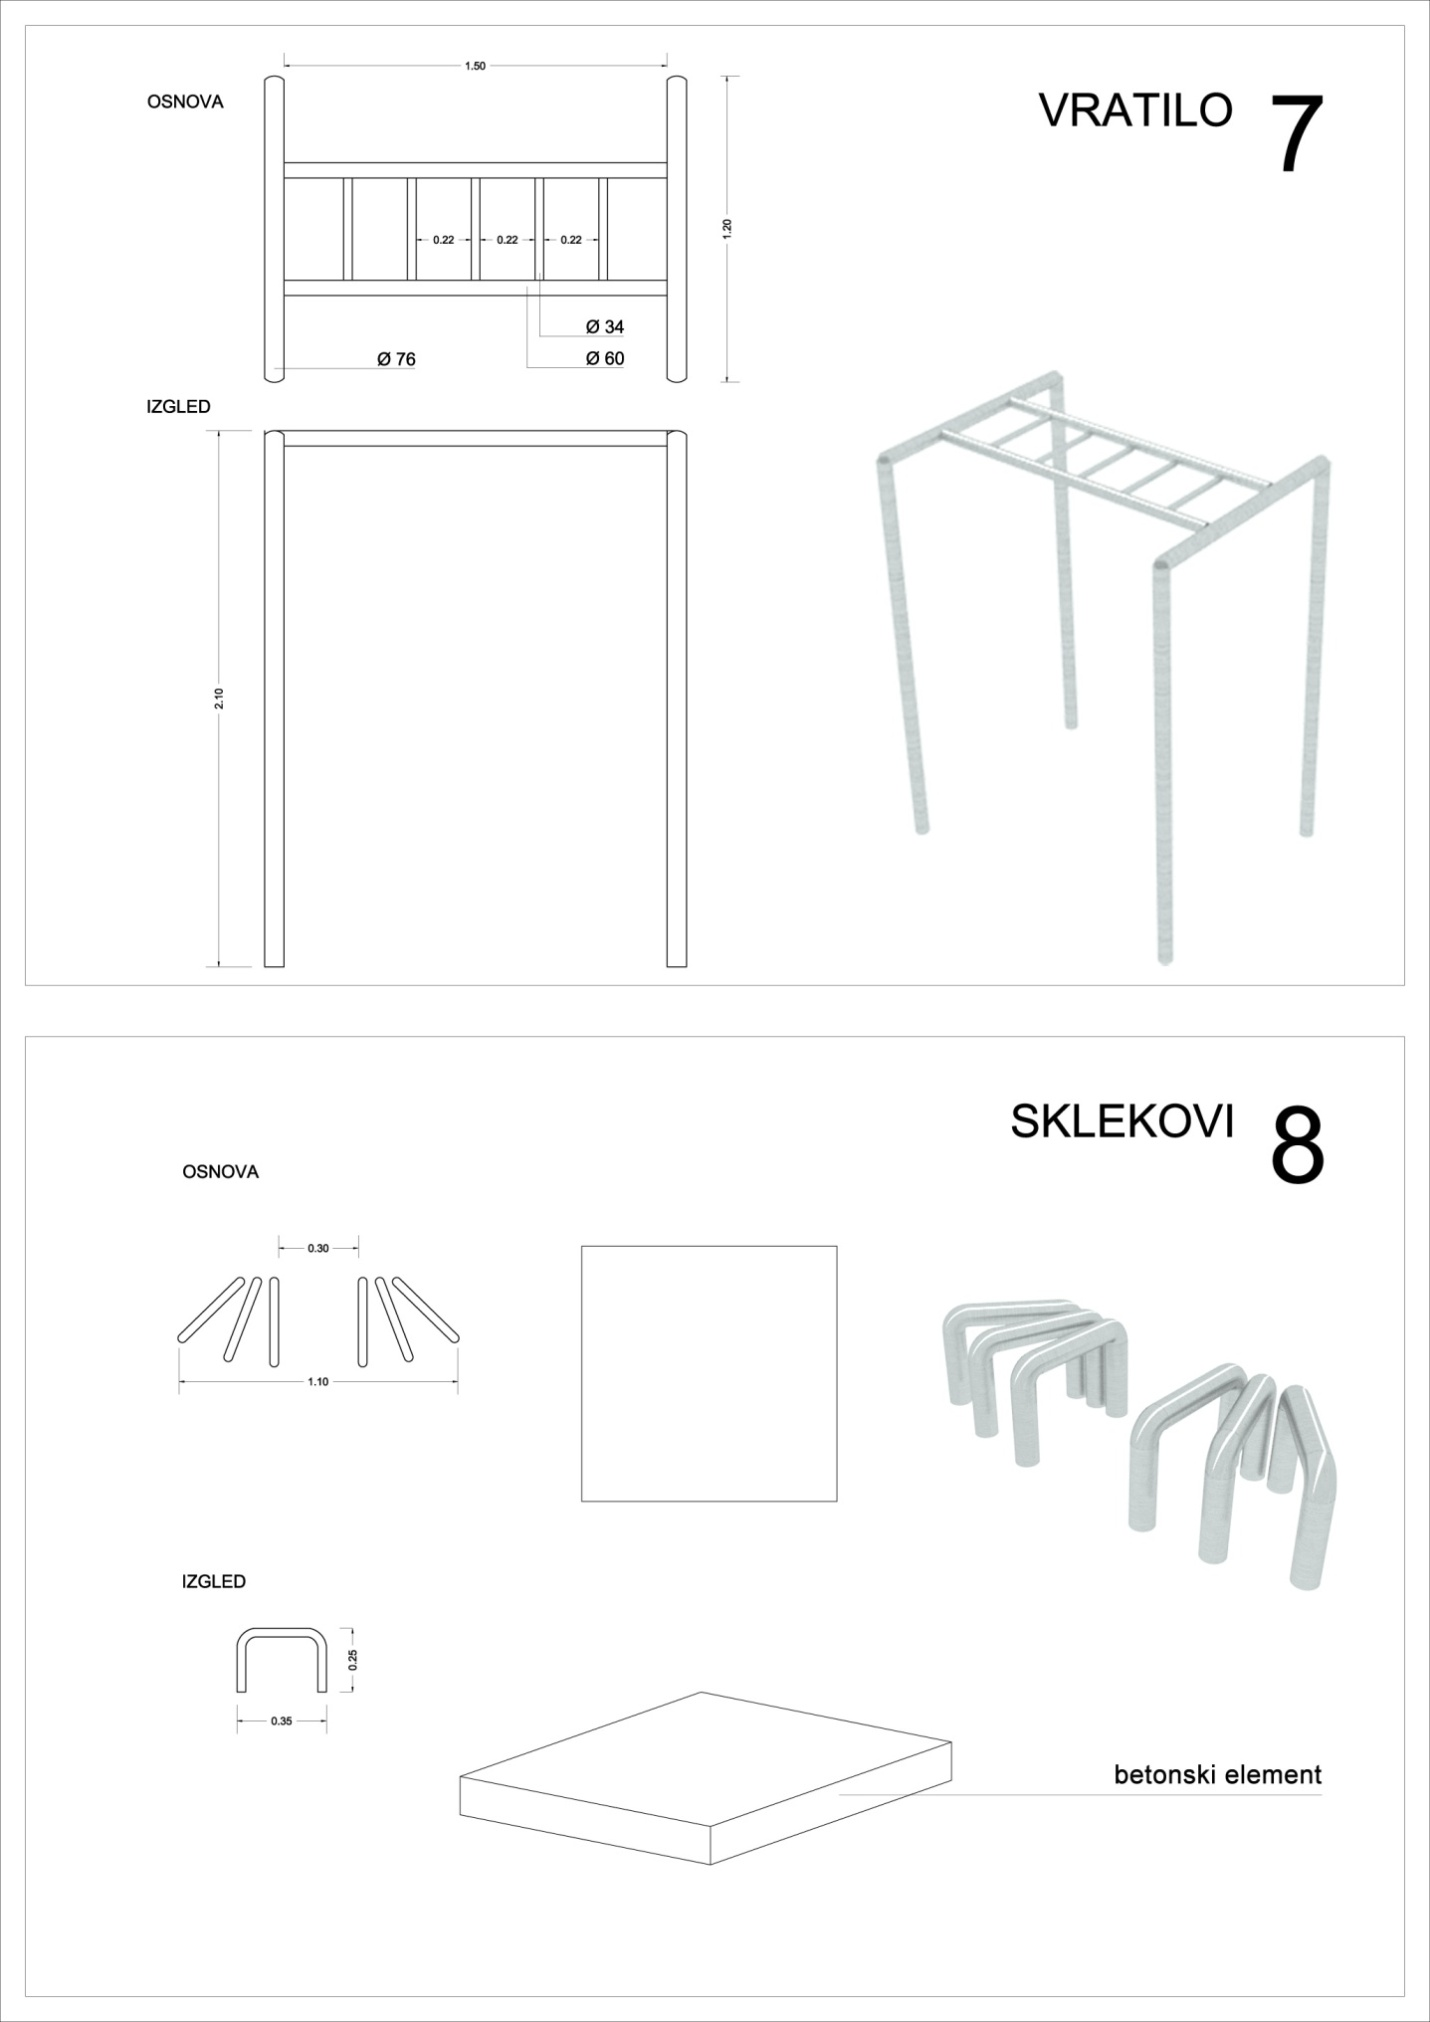 VRATILO 7
OSNOVA
1.50
1.20
0.22 0.22 0.22
Ø 34
Ø 76
Ø 60
IZGLED
2.10
SKLEKOVI 8
OSNOVA
0.30
1.10
IZGLED
0.25
0.35
betonski element